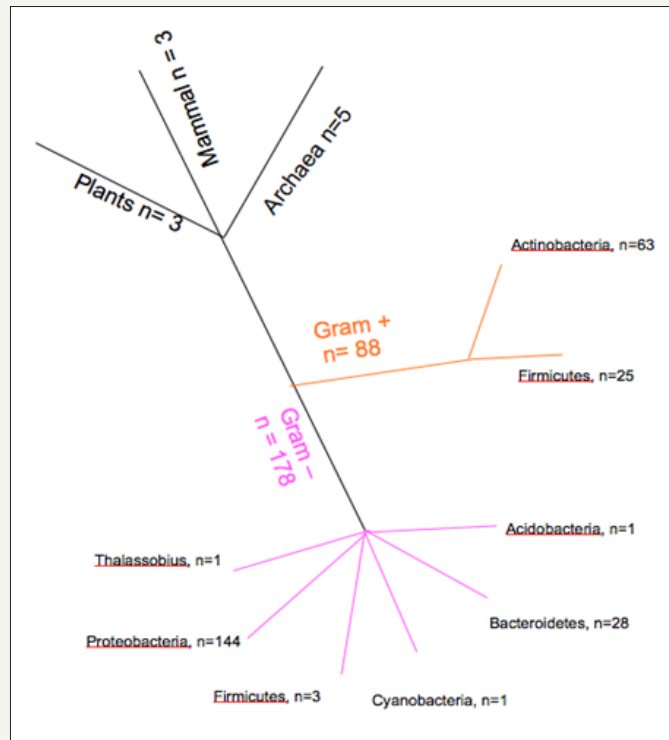 Mammal n = 3
Plants n= 3
Archaea n=5
Actinobacteria, n=63
Gram +
n= 88
Firmicutes, n=25
Gram –
n = 178
Acidobacteria, n=1
Thalassobius, n=1
Bacteroidetes, n=28
Proteobacteria, n=144
Firmicutes, n=3
Cyanobacteria, n=1